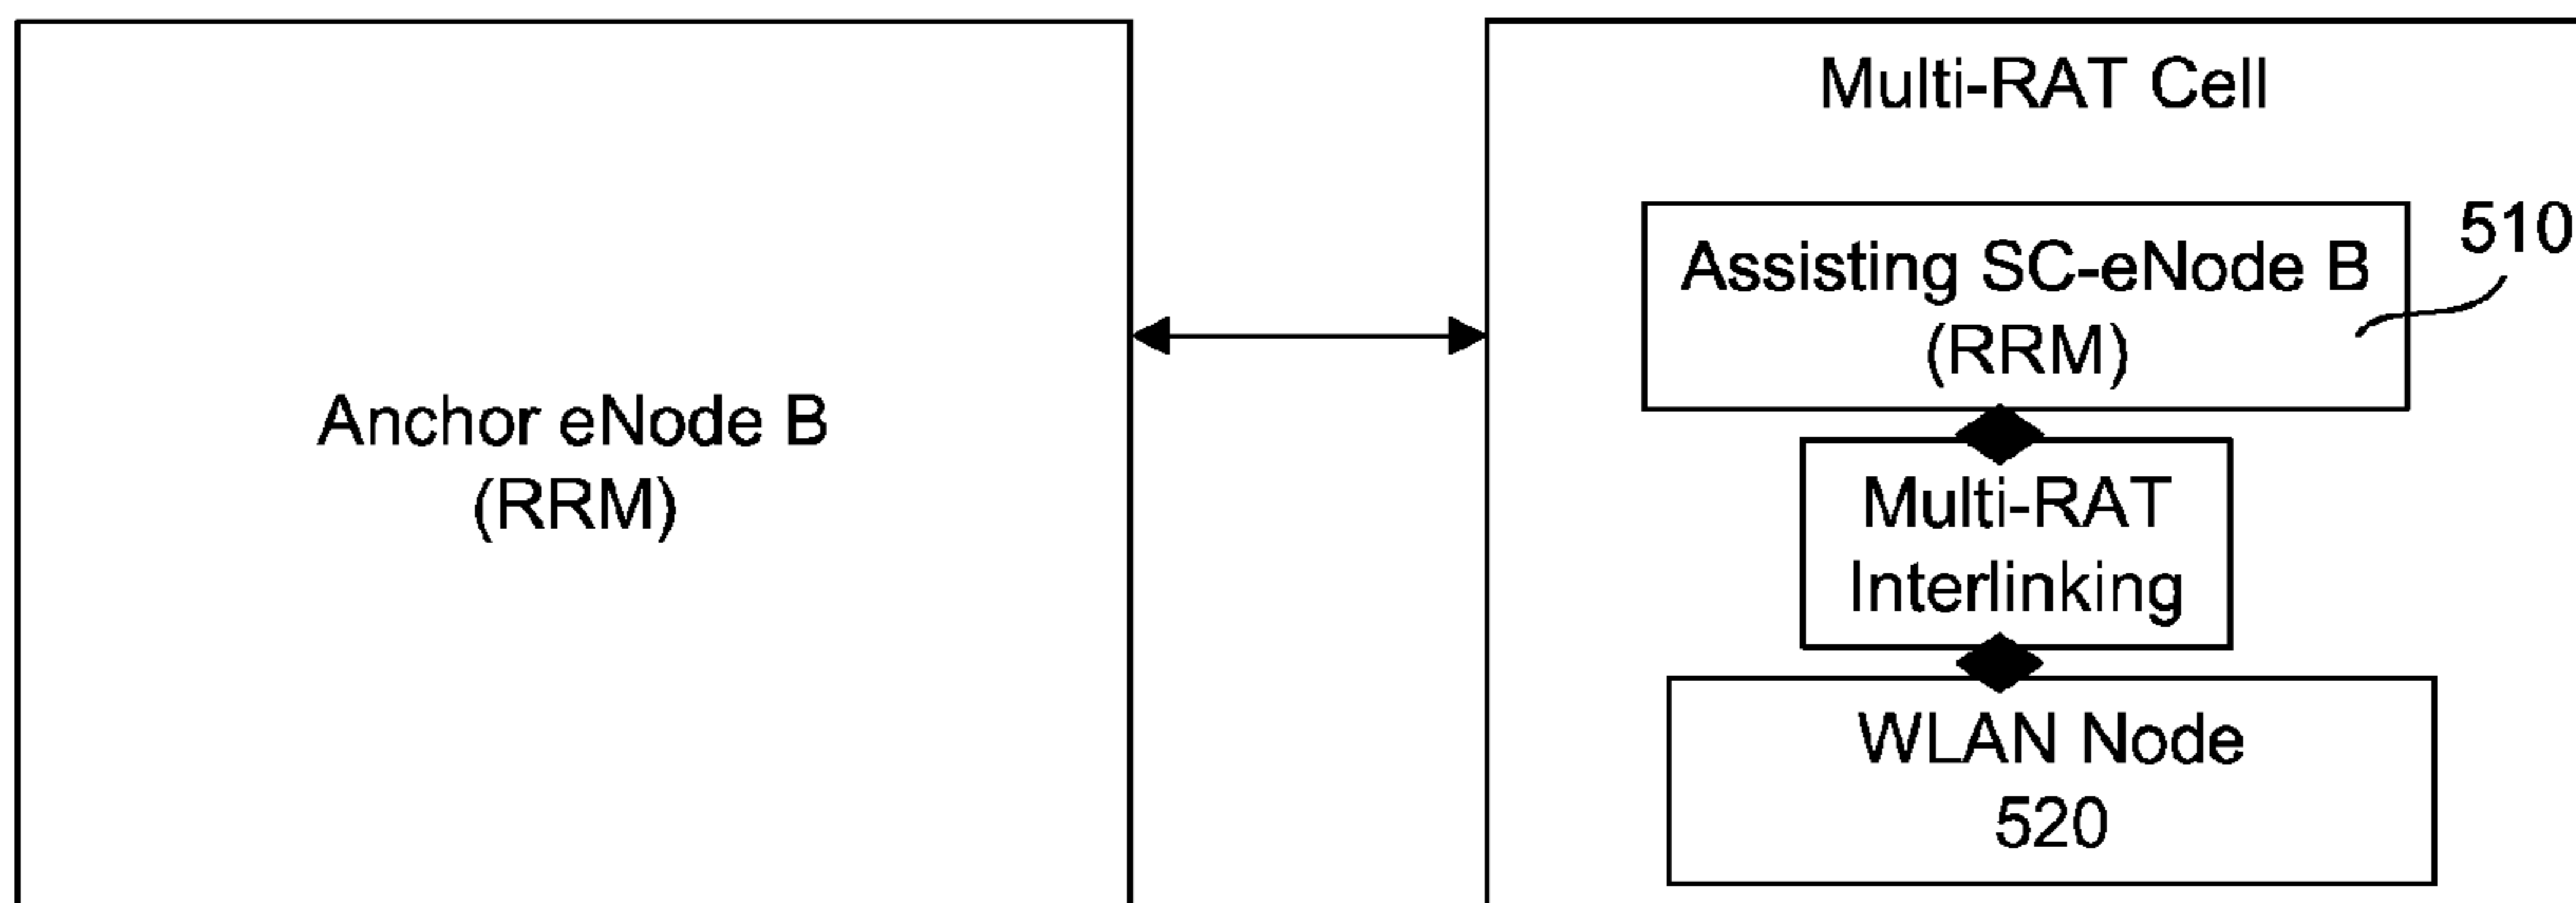 Anchor eNode B
(RRM)
Multi-RAT Cell
Assisting SC-eNode B
(RRM)
510
Multi-RAT
Interlinking
WLAN Node
520